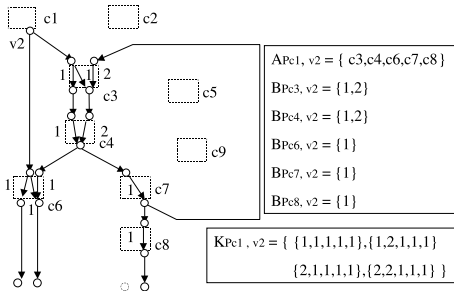 c1
c2
v2
1
1
2
c3
c5
1
2
c4
c9
1
1
1
c6
1
c7
1
c8
APc1, v2 = { c3,c4,c6,c7,c8}
BPc3, v2 = {1,2}
BPc4, v2 = {1,2}
BPc6, v2 = {1}
BPc7, v2 = {1}
BPc8, v2 = {1}
KPc1 , v2 = { {1,1,1,1,1},{1,2,1,1,1}
{2,1,1,1,1},{2,2,1,1,1} }